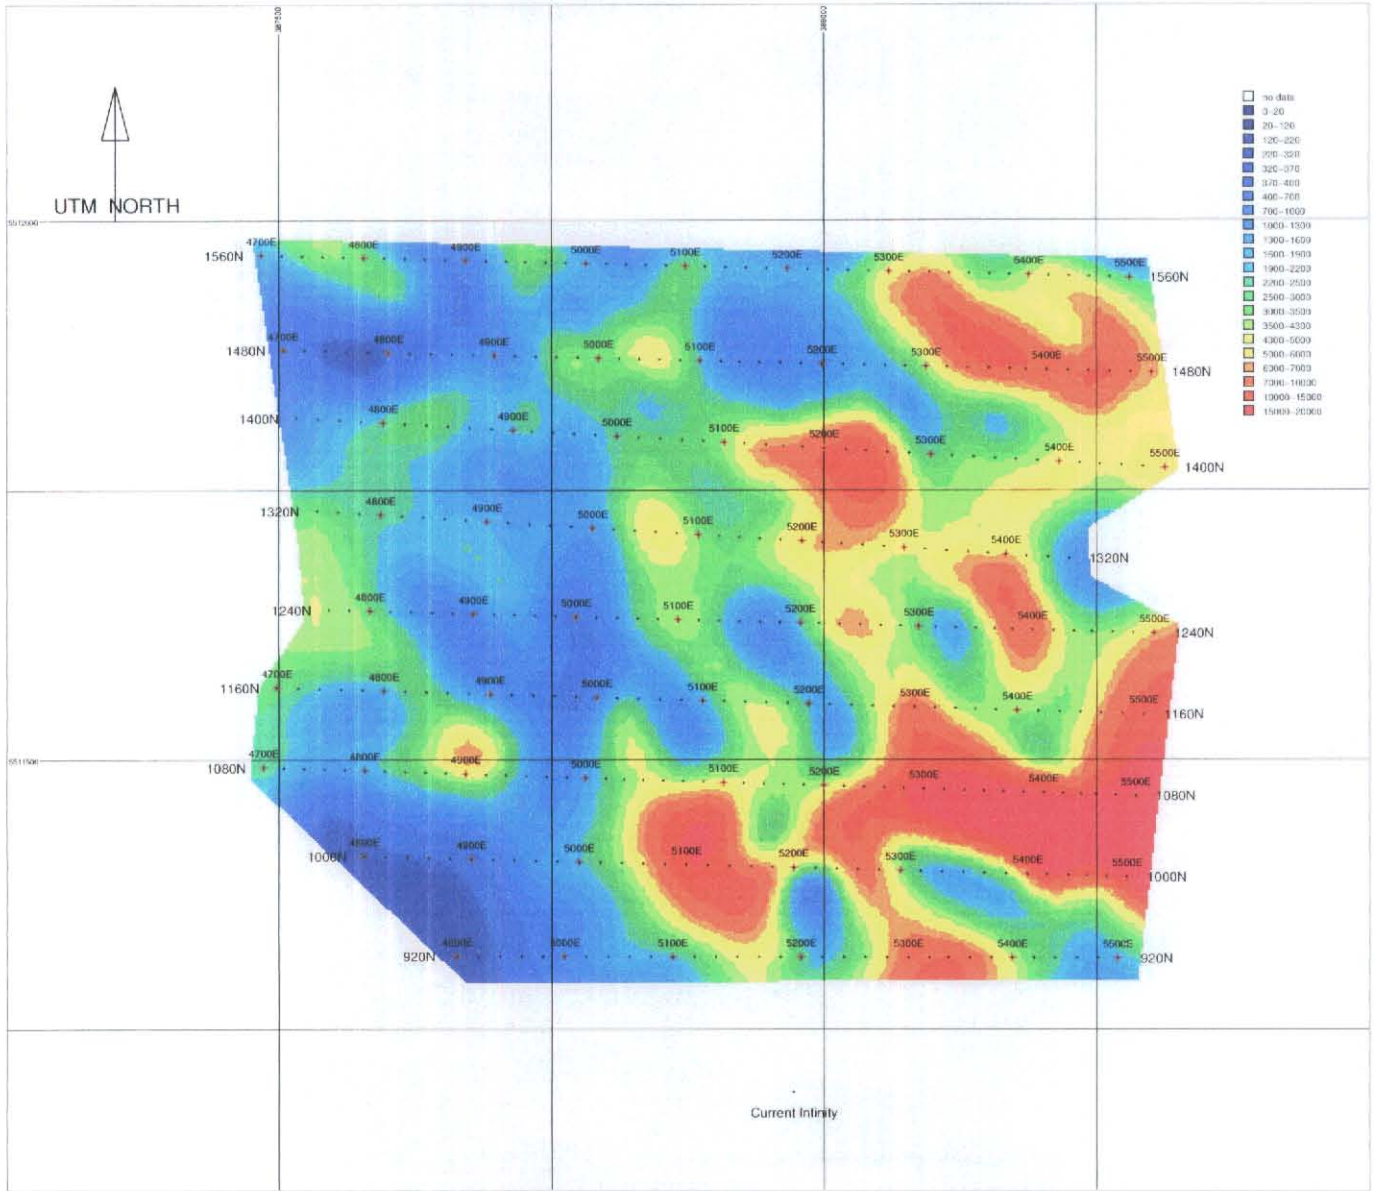 UTM NORTH
no data
0-20
20-120
120-220
220-320
320-370
370-400
400-700
700-1000
1000-1300
1300-1600
1600-1900
1900-2200
2200-2500
2500-3000
3000-3500
3500-4300
4300-5000
5000-6000
6000-7000
7000-10000
10000-15000
15000-20000
4700E 4800E 4900E 5000E 5100E 5200E 5300E 5400E 5500E
1560N 1560N
4700E 4800E 4900E 5000E 5100E 5200E 5300E 5400E 5500E
1480N 1480N
4800E 4900E 5000E 5100E 5200E 5300E 5400E 5500E
1400N 1400N
4800E 4900E 5000E 5100E 5200E 5300E 5400E
1320N 1320N
4800E 4900E 5000E 5100E 5200E 5300E 5400E 5500E
1240N 1240N
4700E 4800E 4900E 5000E 5100E 5200E 5300E 5400E 5500E
1160N 1160N
4700E 4800E 4900E 5000E 5100E 5200E 5300E 5400E 5500E
1080N 1080N
4800E 4900E 5000E 5100E 5200E 5300E 5400E 5500E
1000N 1000N
5000E 5100E 5200E 5300E 5400E 5500E
920N 920N
Current Infinity